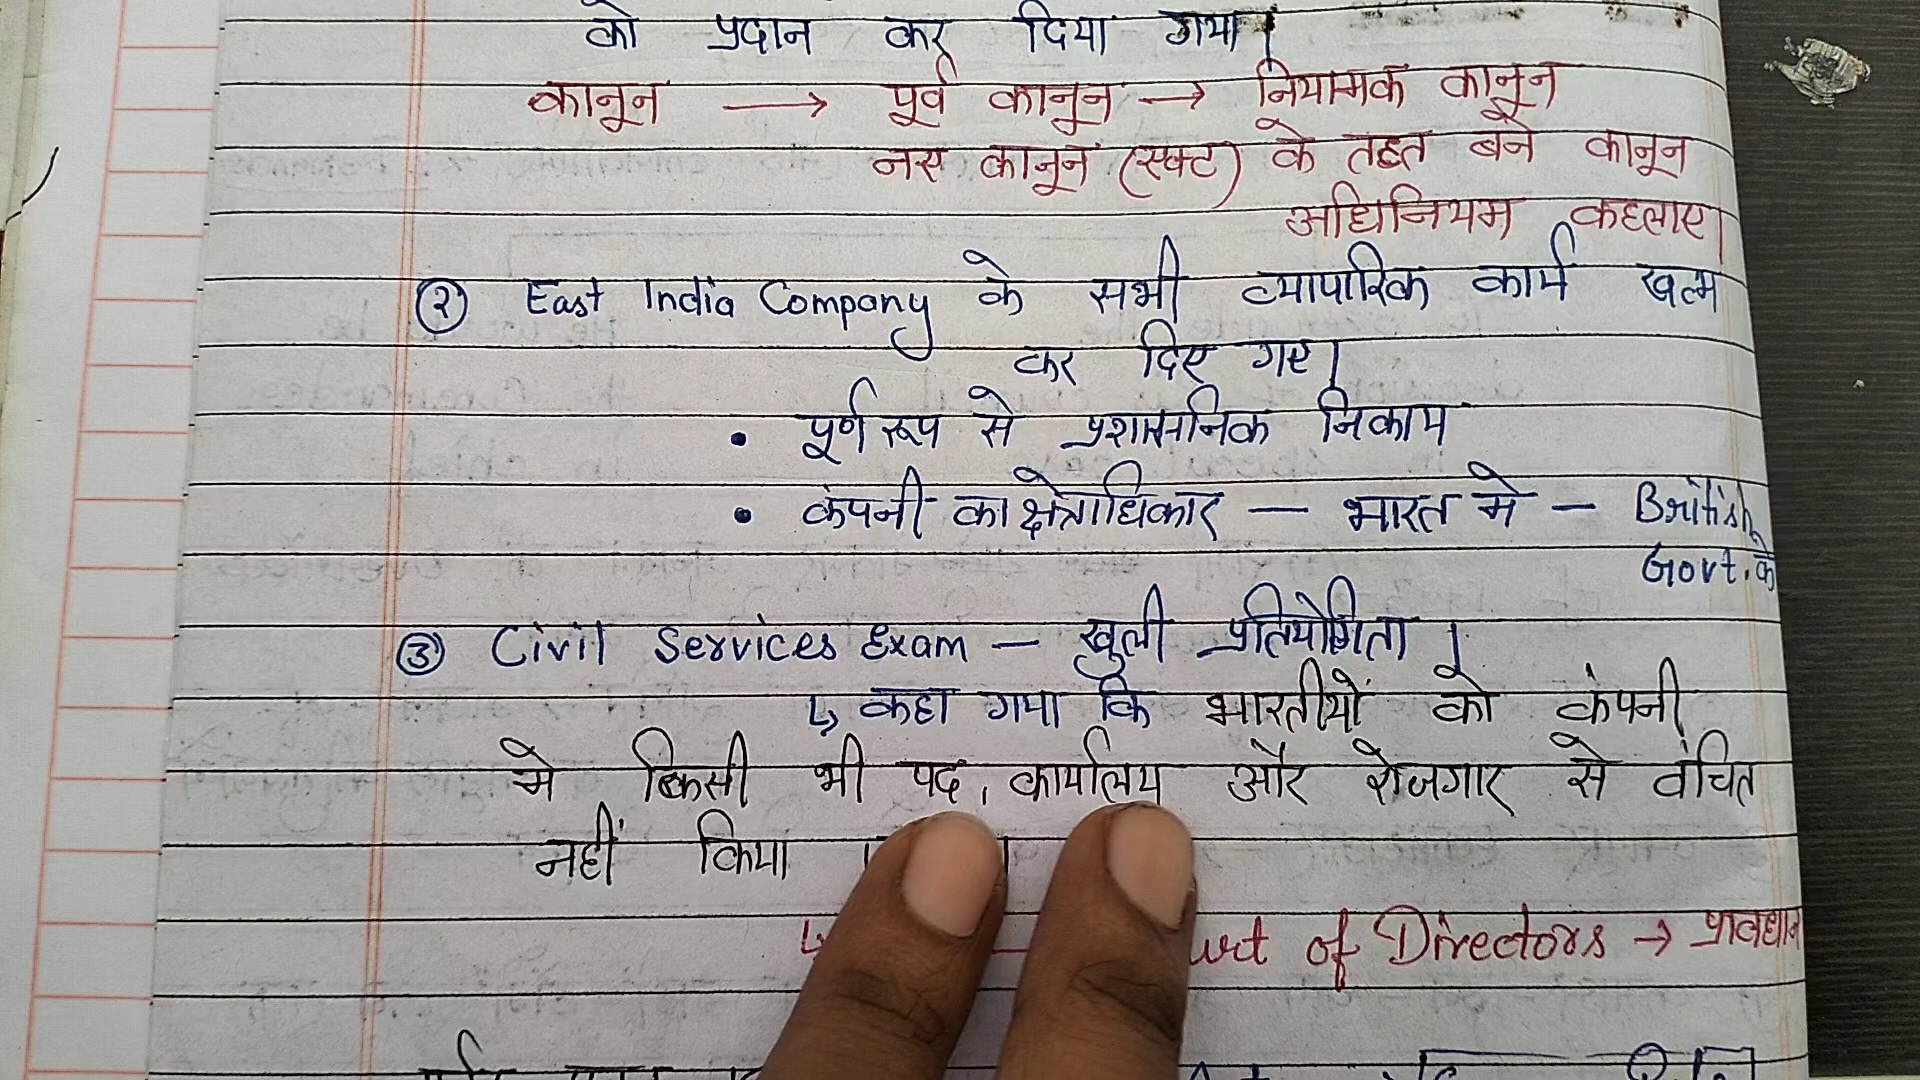 को प्रदान कर दिया गया।
कानून → पूर्व कानून → नियामक कानून
नए कानून (एक्ट) के तहत बने कानून
अधिनियम कहलाए।
② East India Company के सभी व्यापारिक कार्य खत्म
कर दिए गए।
• पूर्ण रूप से प्रशासनिक निकाय
• कंपनी का क्षेत्राधिकार — भारत मे — British
Govt. के
③ Civil Services Exam — खुली प्रतियोगिता।
↳ कहा गया कि भारतीयों को कंपनी
मे किसी भी पद, कार्यालय और रोजगार से वंचित
नहीं किया
↳ of Directors → प्रावधान